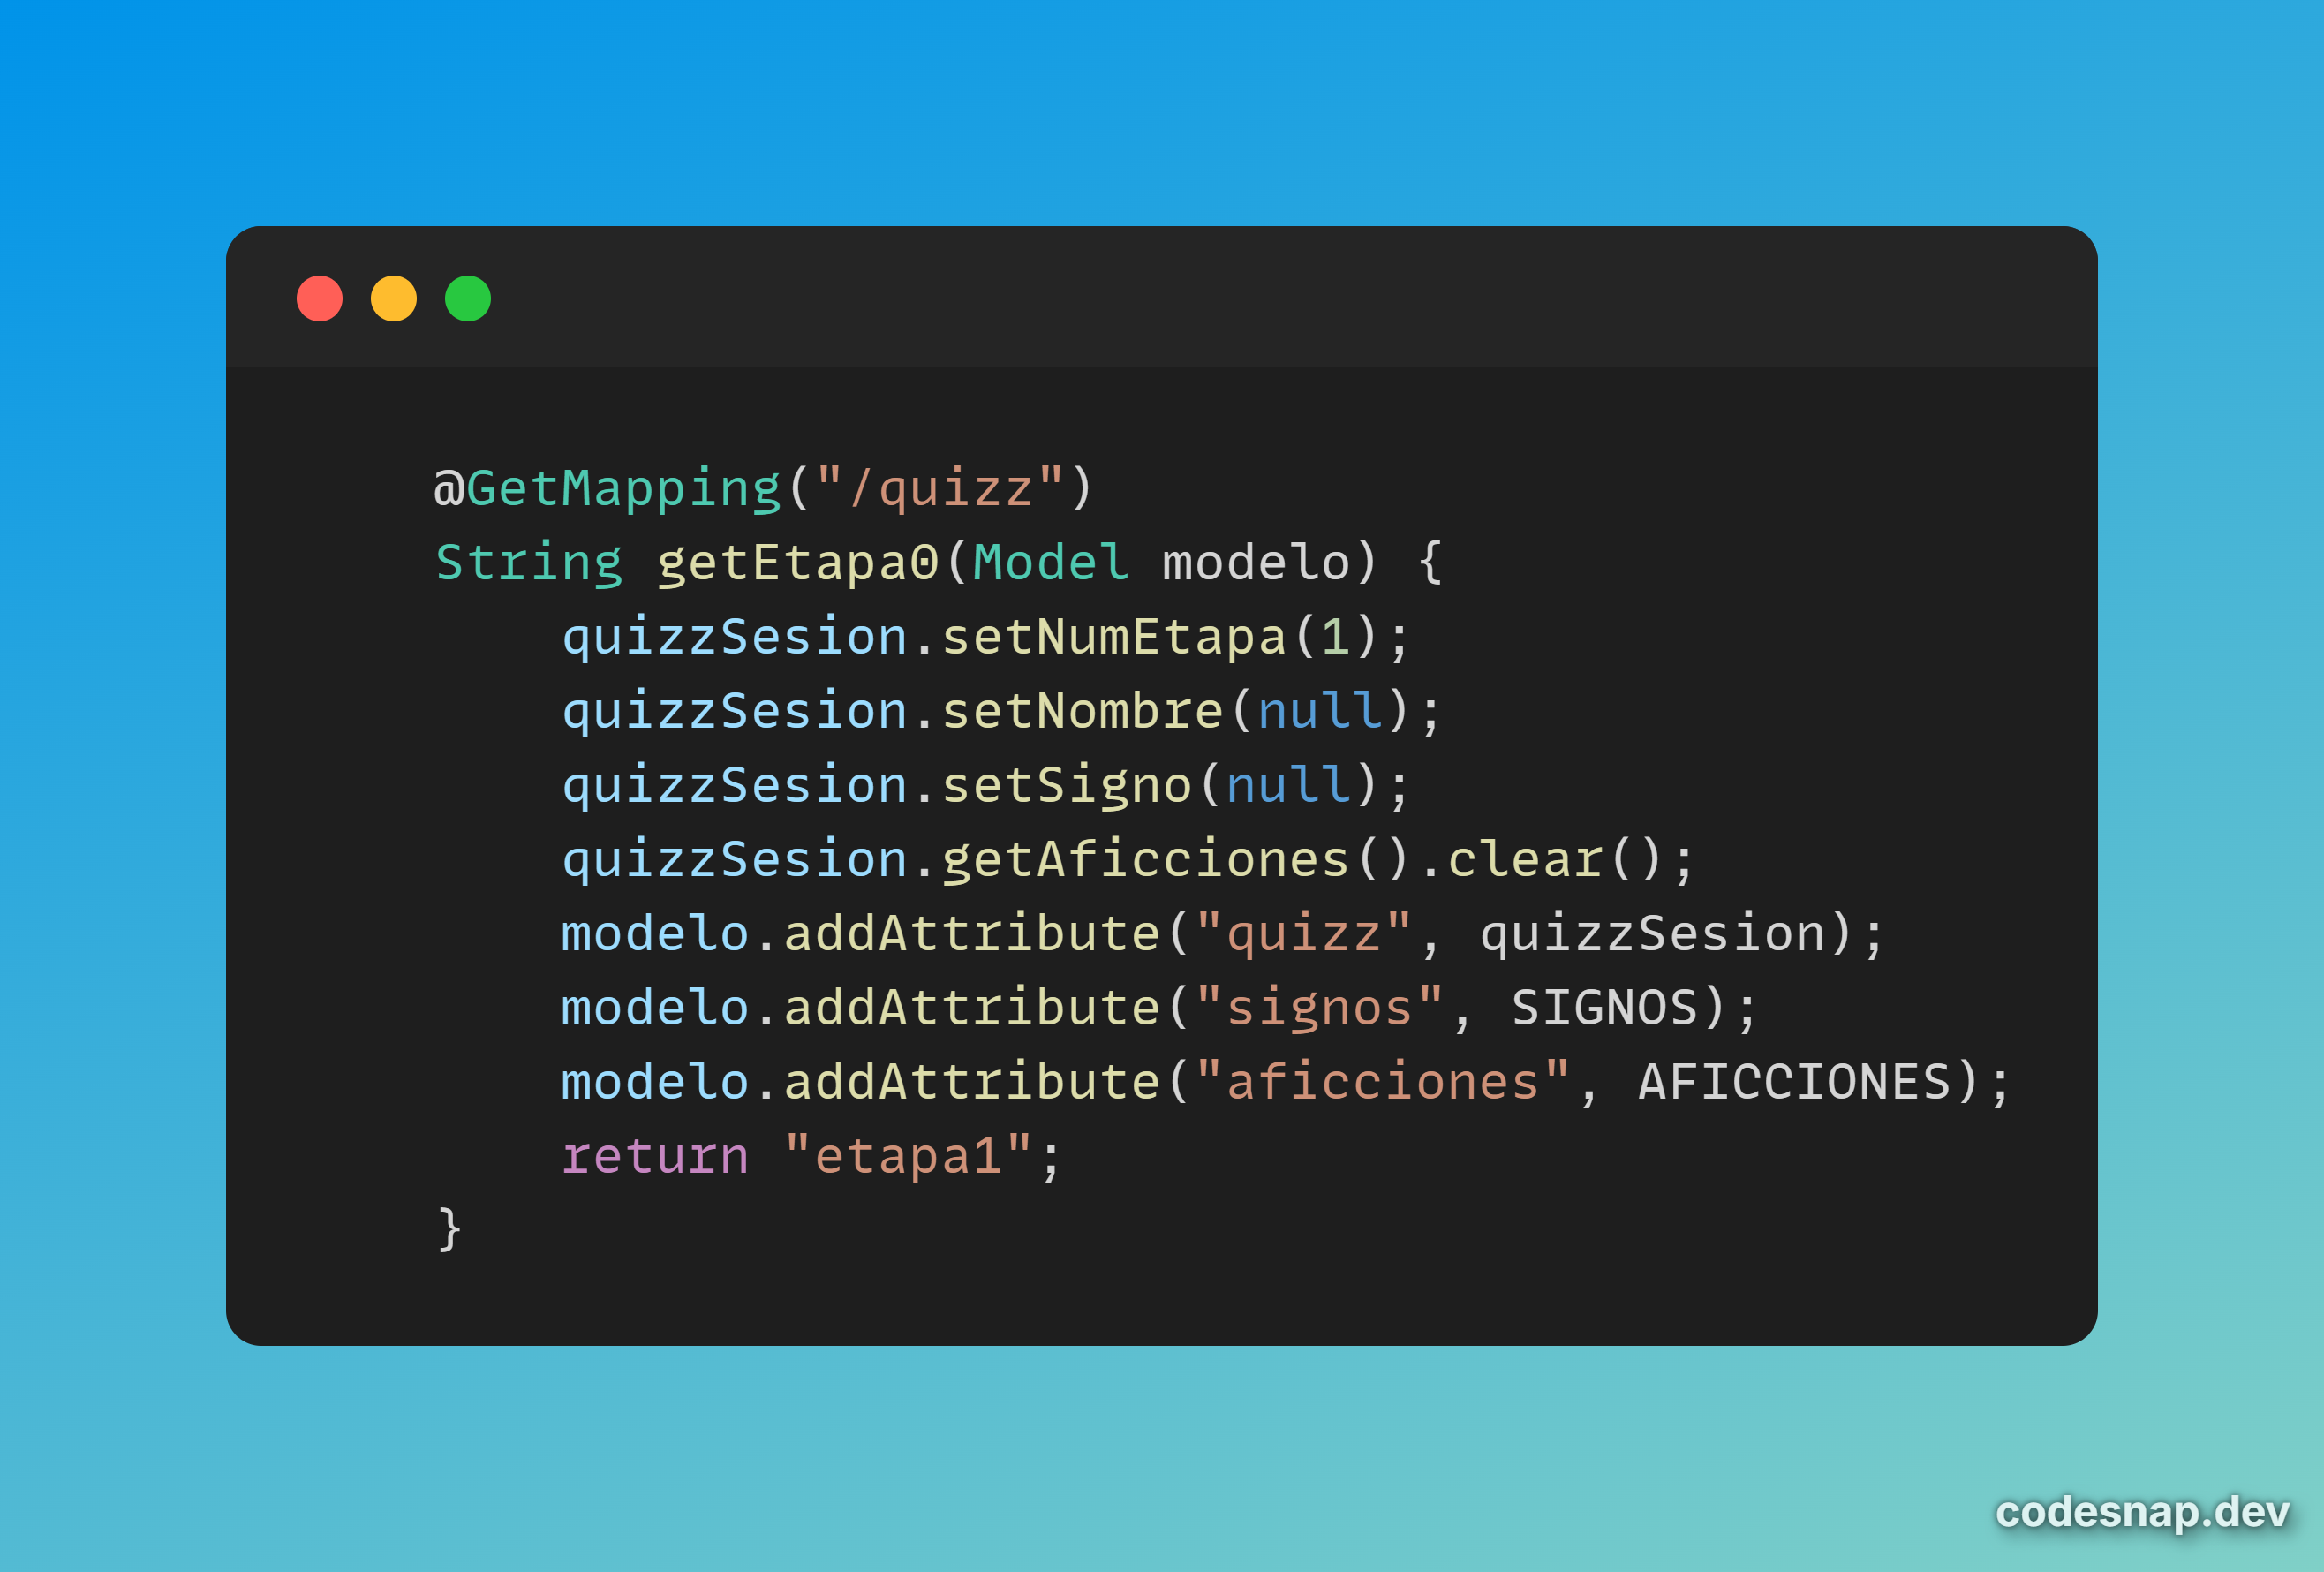 @GetMapping("/quizz")
String getEtapa0(Model modelo) {
    quizzSesion.setNumEtapa(1);
    quizzSesion.setNombre(null);
    quizzSesion.setSigno(null);
    quizzSesion.getAficciones().clear();
    modelo.addAttribute("quizz", quizzSesion);
    modelo.addAttribute("signos", SIGNOS);
    modelo.addAttribute("aficciones", AFICCIONES);
    return "etapa1";
}
codesnap.dev